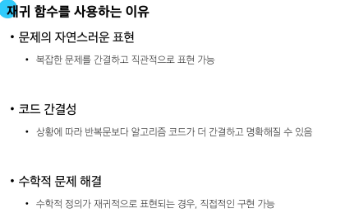 재귀 함수를 사용하는 이유
• 문제의 자연스러운 표현
• 복잡한 문제를 간결하고 직관적으로 표현 가능
• 코드 간결성
• 상황에 따라 반복문보다 알고리즘 코드가 더 간결하고 명확해질 수 있음
• 수학적 문제 해결
• 수학적 정의가 재귀적으로 표현되는 경우, 직접적인 구현 가능